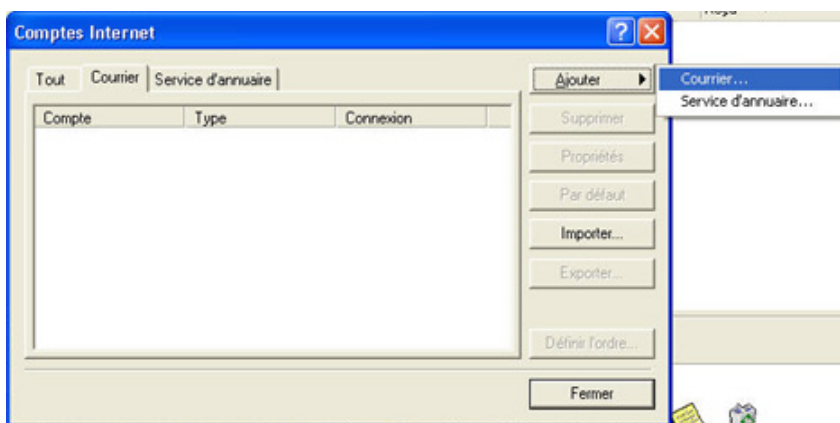 Reçu
Comptes Internet
Tout Courrier Service d'annuaire
Compte Type Connexion
Ajouter
Supprimer
Propriétés
Par défaut
Importer...
Exporter...
Définir l'ordre...
Fermer
Courrier...
Service d'annuaire...